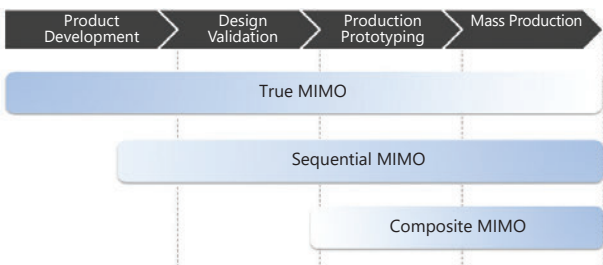 Product
Development
Design
Validation
Production
Prototyping
Mass Production
True MIMO
Sequential MIMO
Composite MIMO